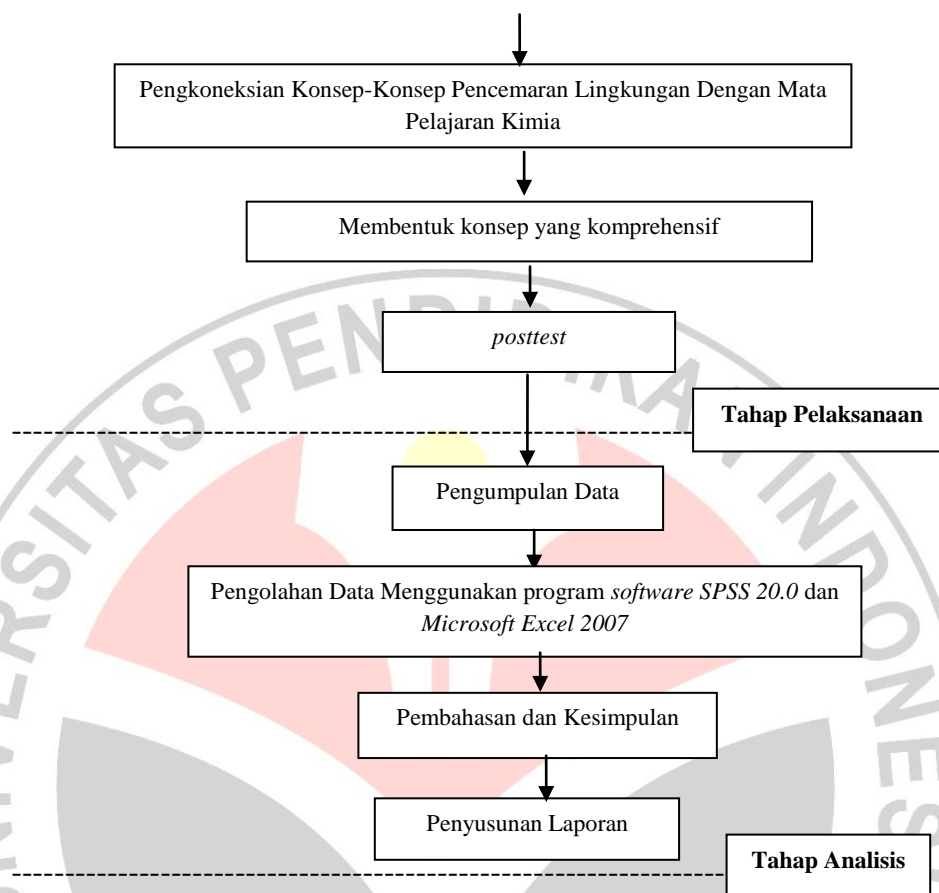 Pengkoneksian Konsep-Konsep Pencemaran Lingkungan Dengan Mata
Pelajaran Kimia
Membentuk konsep yang komprehensif
posttest
Tahap Pelaksanaan
Pengumpulan Data
Pengolahan Data Menggunakan program software SPSS 20.0 dan
Microsoft Excel 2007
Pembahasan dan Kesimpulan
Penyusunan Laporan
Tahap Analisis